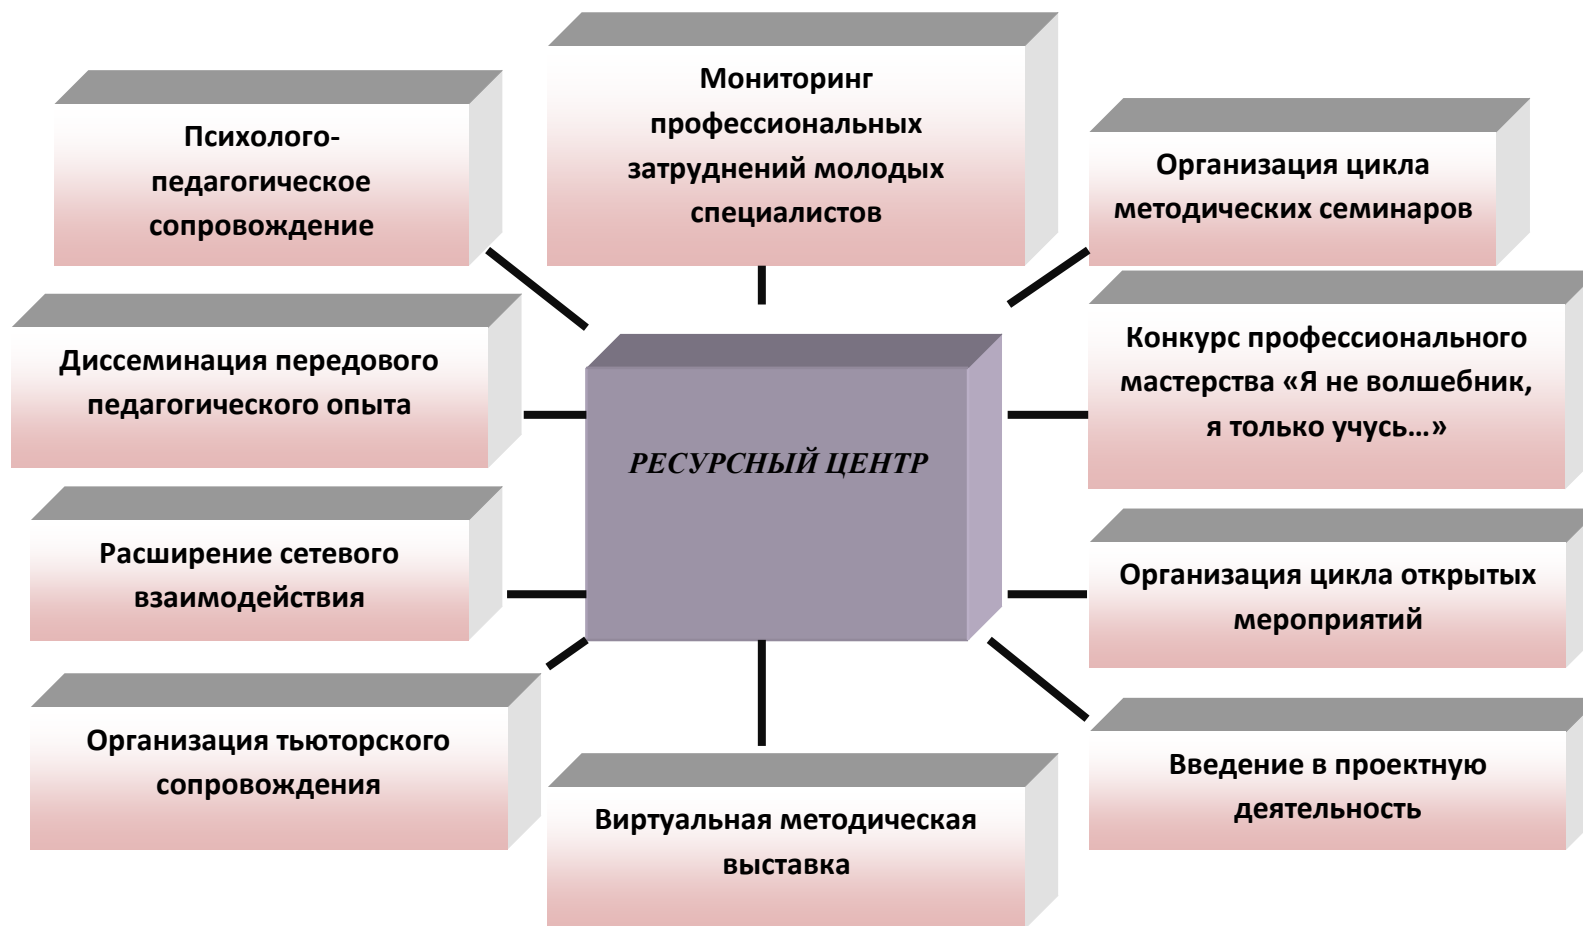 Мониторинг
профессиональных
затруднений молодых
специалистов
Психолого-
педагогическое
сопровождение
Организация цикла
методических семинаров
Диссеминация передового
педагогического опыта
Конкурс профессионального
мастерства «Я не волшебник,
я только учусь…»
РЕСУРСНЫЙ ЦЕНТР
Расширение сетевого
взаимодействия
Организация цикла открытых
мероприятий
Организация тьюторского
сопровождения
Введение в проектную
деятельность
Виртуальная методическая
выставка